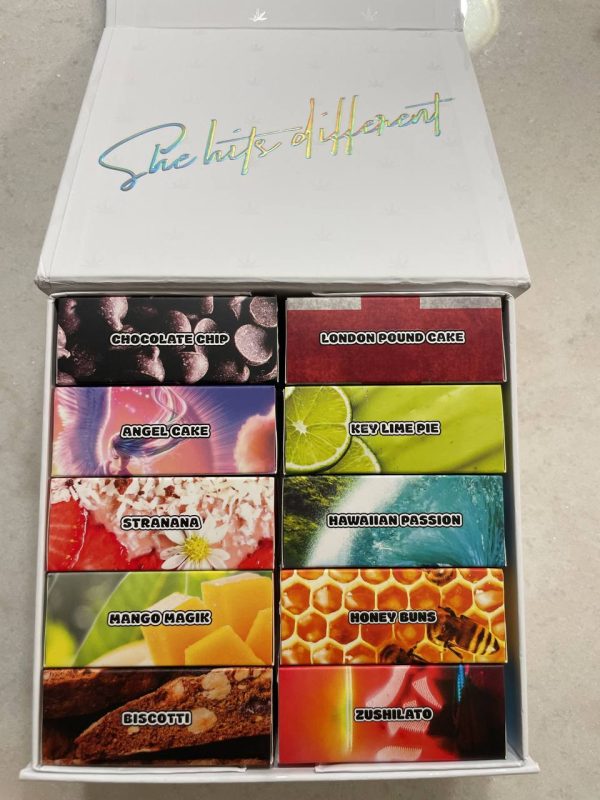 She hits different
CHOCOLATE CHIP
LONDON POUND CAKE
ANGEL CAKE
KEY LIME PIE
STRANANA
HAWAIIAN PASSION
MANGO MAGIK
HONEY BUNS
BISCOTTI
ZUSHILATO